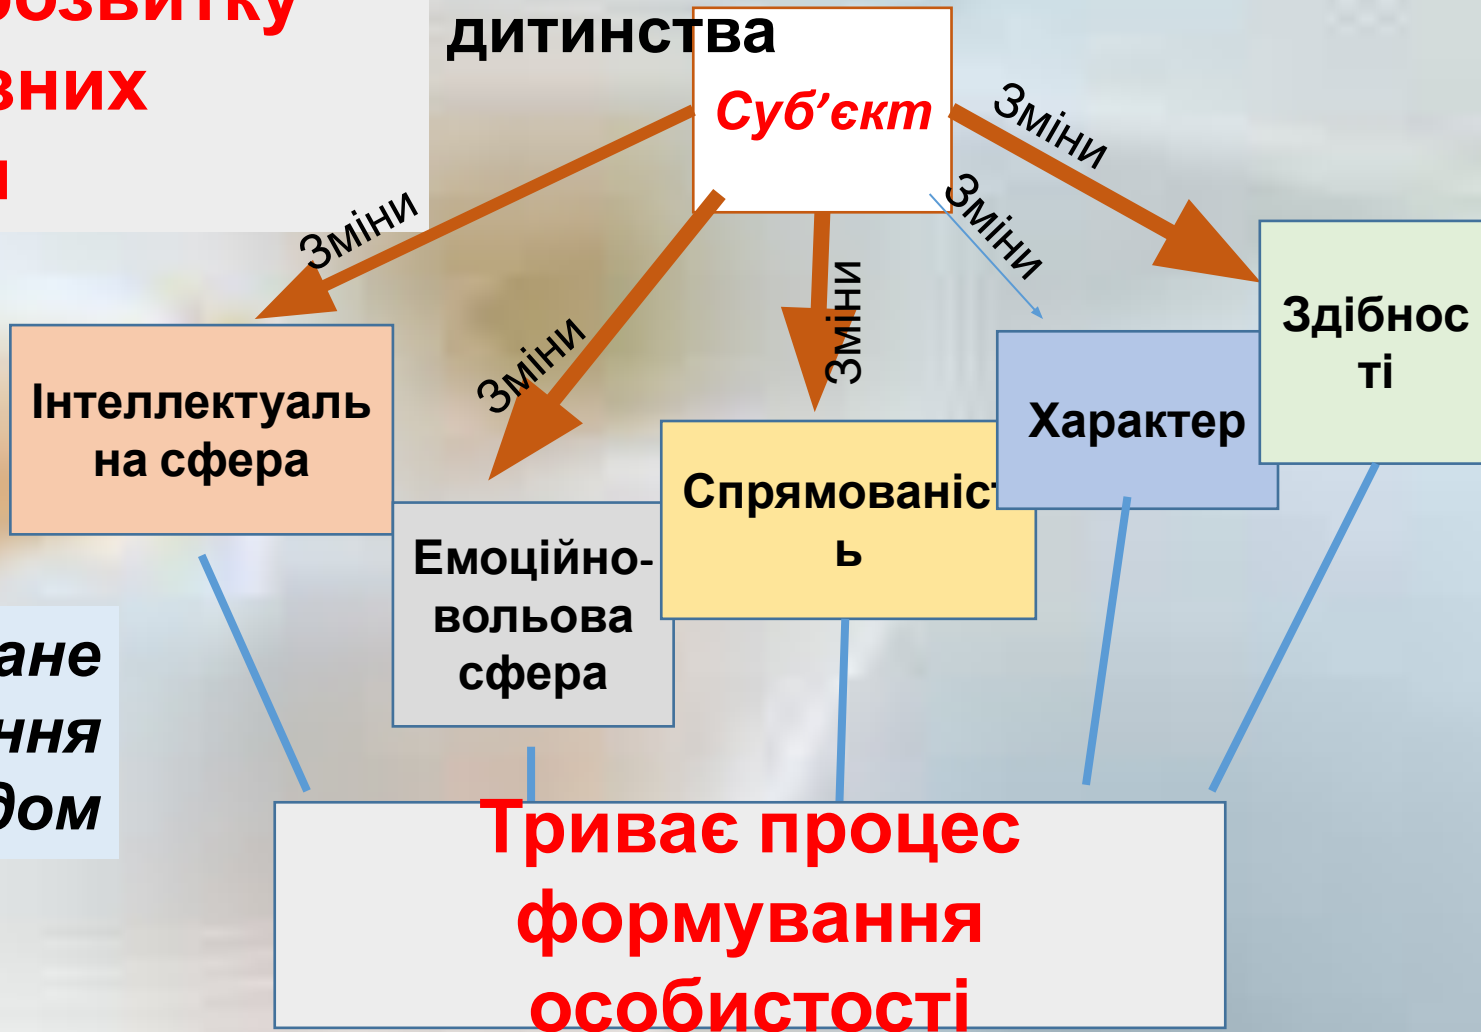 дитинства
Суб’єкт
Зміни
Зміни
Зміни
Зміни
Зміни
Інтеллектуаль
на сфера
Емоційно-
вольова
сфера
Спрямованіст
ь
Характер
Здібнос
ті
Триває процес
формування
особистості